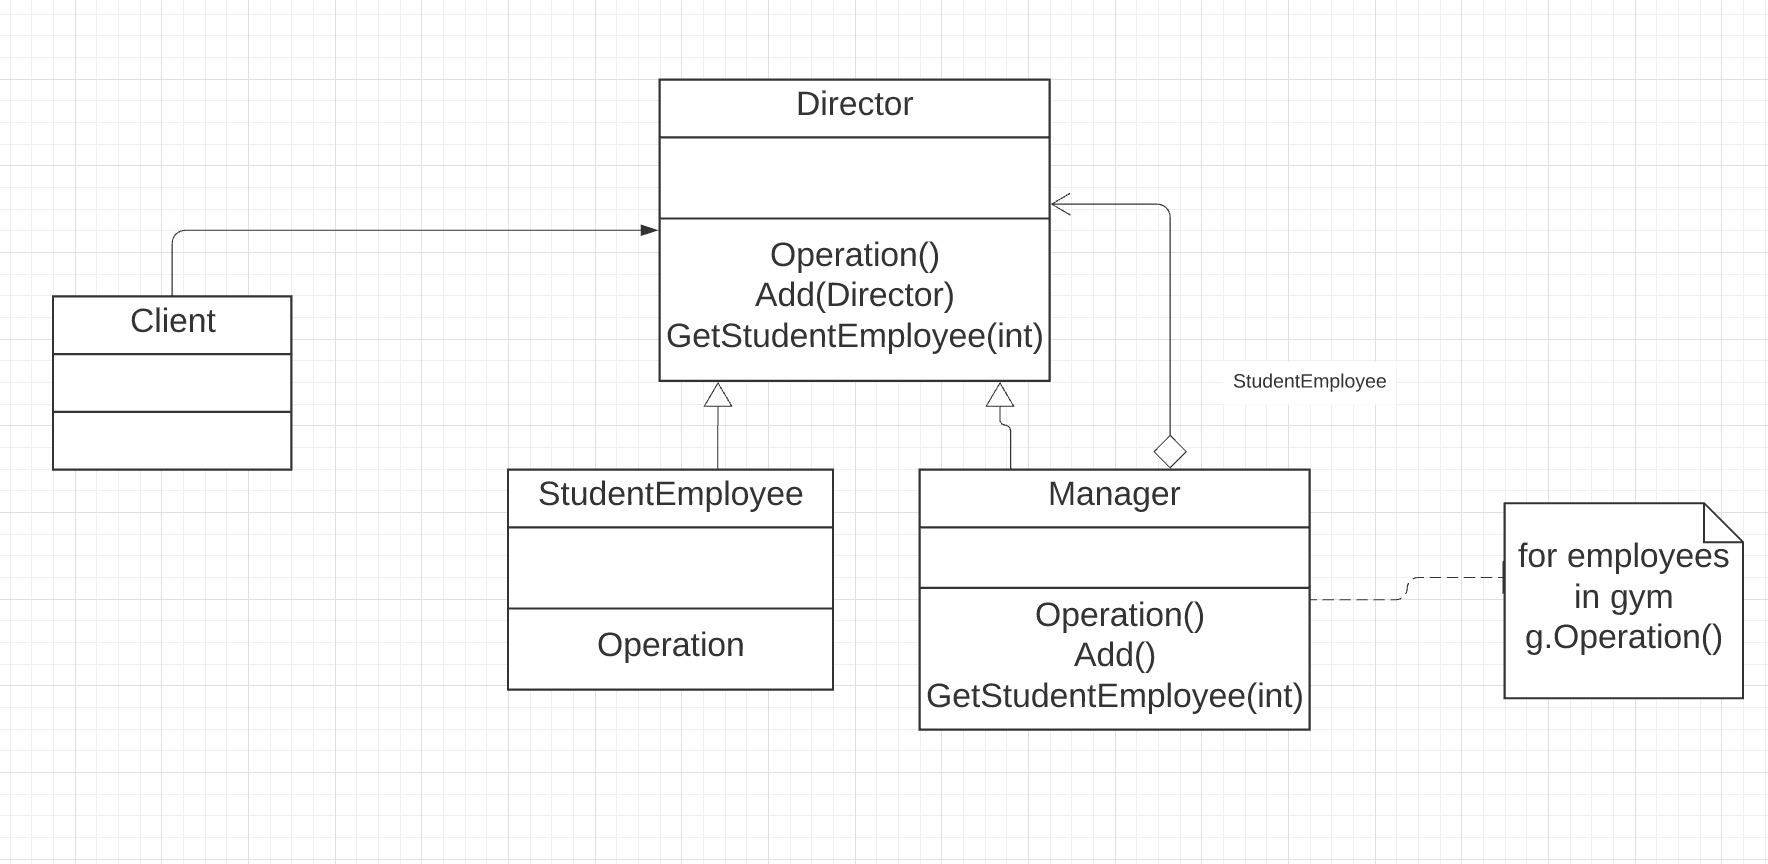 Director
Operation()
Add(Director)
GetStudentEmployee(int)
Client
StudentEmployee
StudentEmployee
Operation
Manager
Operation()
Add()
GetStudentEmployee(int)
for employees
in gym
g.Operation()